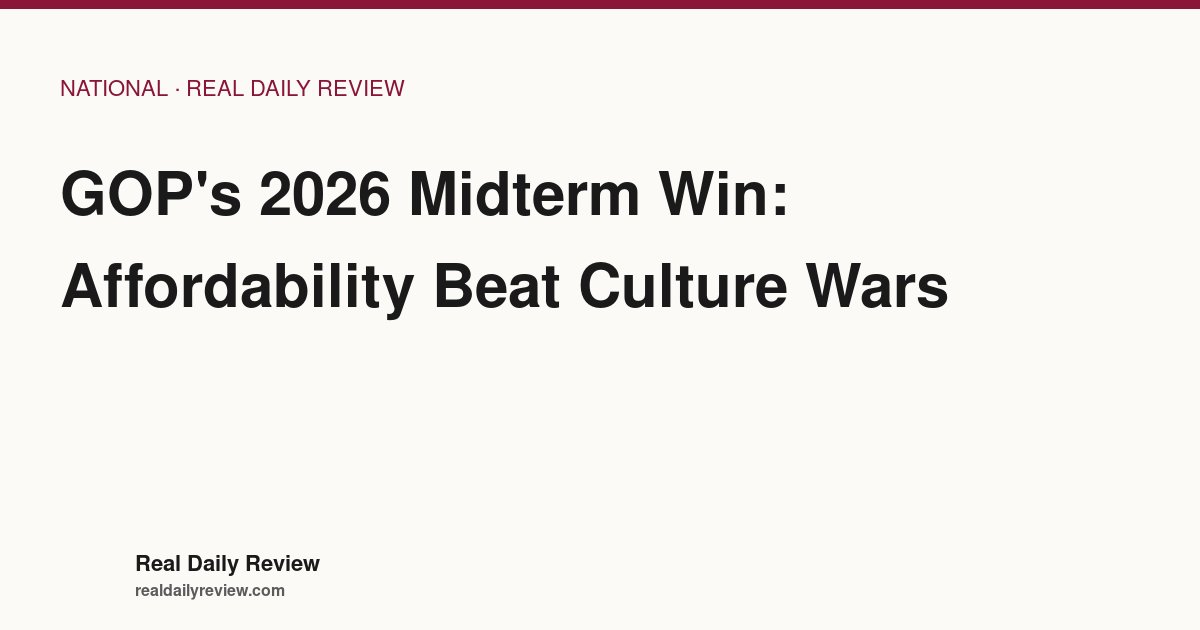 NATIONAL · REAL DAILY REVIEW
GOP's 2026 Midterm Win:
Affordability Beat Culture Wars
Real Daily Review
realdailyreview.com